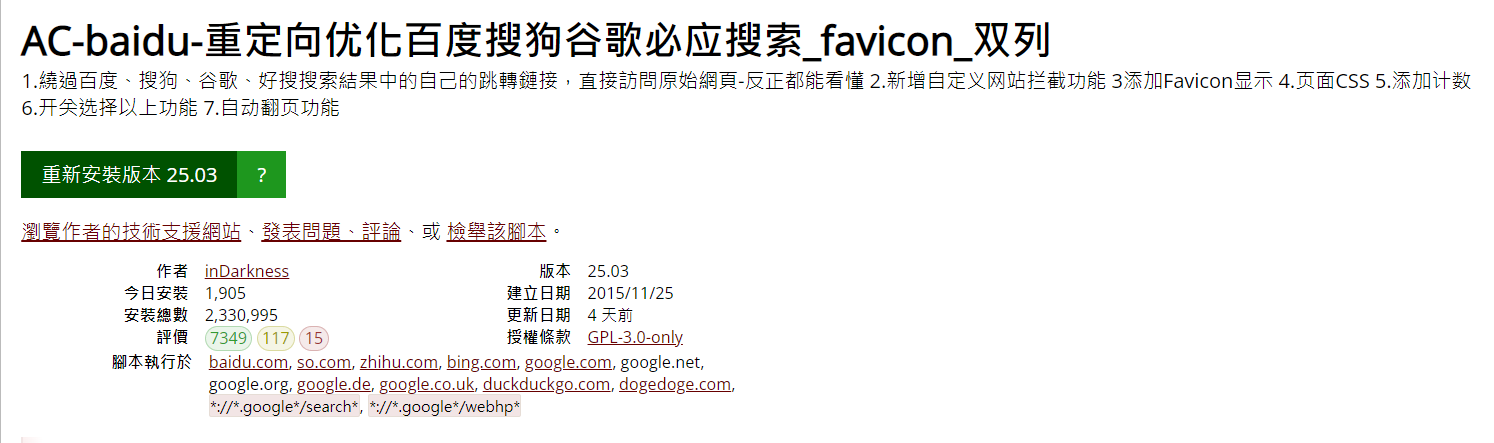 AC-baidu-重定向优化百度搜狗谷歌必应搜索_favicon_双列
1.繞過百度、搜狗、谷歌、好搜搜索結果中的自己的跳轉鏈接，直接訪問原始網頁-反正都能看懂 2.新增自定义网站拦截功能 3添加Favicon显示 4.页面CSS 5.添加计数
6.开关选择以上功能 7.自动翻页功能
重新安裝版本 25.03 ?
瀏覽作者的技術支援網站、發表問題、評論、或 檢舉該腳本。
作者 inDarkness 版本 25.03
今日安裝 1,905 建立日期 2015/11/25
安裝總數 2,330,995 更新日期 4 天前
評價 7349 117 15 授權條款 GPL-3.0-only
腳本執行於 baidu.com, so.com, zhihu.com, bing.com, google.com, google.net,
google.org, google.de, google.co.uk, duckduckgo.com, dogedoge.com,
*://*.google*/search*, *://*.google*/webhp*